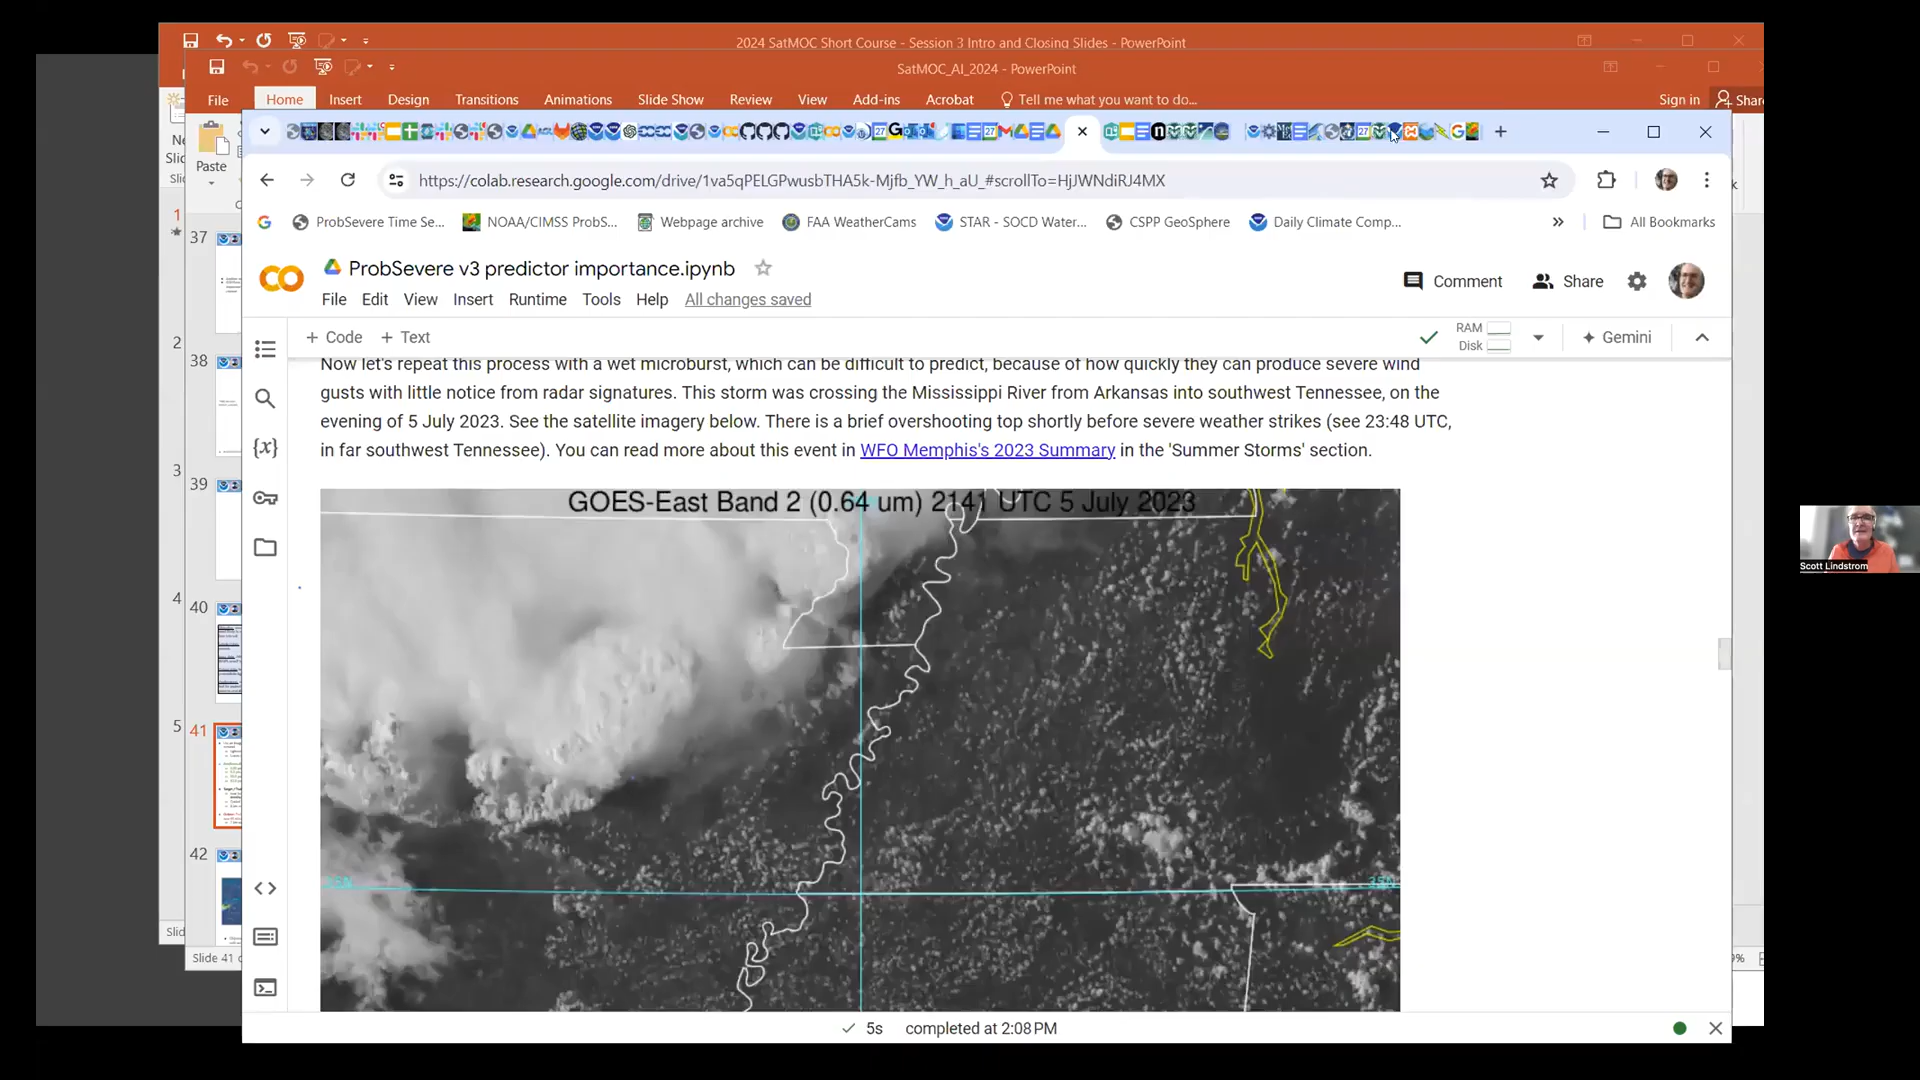 2024 SatMOC Short Course - Session 3 Intro and Closing Slides - PowerPoint
SatMOC_AI_2024 - PowerPoint
File Home Insert Design Transitions Animations Slide Show Review View Add-ins Acrobat Tell me what you want to do... Sign in Share
Paste
https://colab.research.google.com/drive/1va5qPELGPwusbTHA5k-Mjfb_YW_h_aU_#scrollTo=HjJWNdiRJ4MX
ProbSevere Time Se... NOAA/CIMSS ProbS... Webpage archive FAA WeatherCams STAR - SOCD Water... CSPP GeoSphere Daily Climate Comp... » All Bookmarks
ProbSevere v3 predictor importance.ipynb
Comment Share
File Edit View Insert Runtime Tools Help All changes saved
+ Code + Text
RAM
Disk
Gemini
Now let's repeat this process with a wet microburst, which can be difficult to predict, because of how quickly they can produce severe wind
gusts with little notice from radar signatures. This storm was crossing the Mississippi River from Arkansas into southwest Tennessee, on the
evening of 5 July 2023. See the satellite imagery below. There is a brief overshooting top shortly before severe weather strikes (see 23:48 UTC,
in far southwest Tennessee). You can read more about this event in WFO Memphis's 2023 Summary in the 'Summer Storms' section.
GOES-East Band 2 (0.64 um) 2141 UTC 5 July 2023
35N
1
37
2
38
3
39
4
40
5
41
42
Slide 41
5s completed at 2:08 PM
Scott Lindstrom